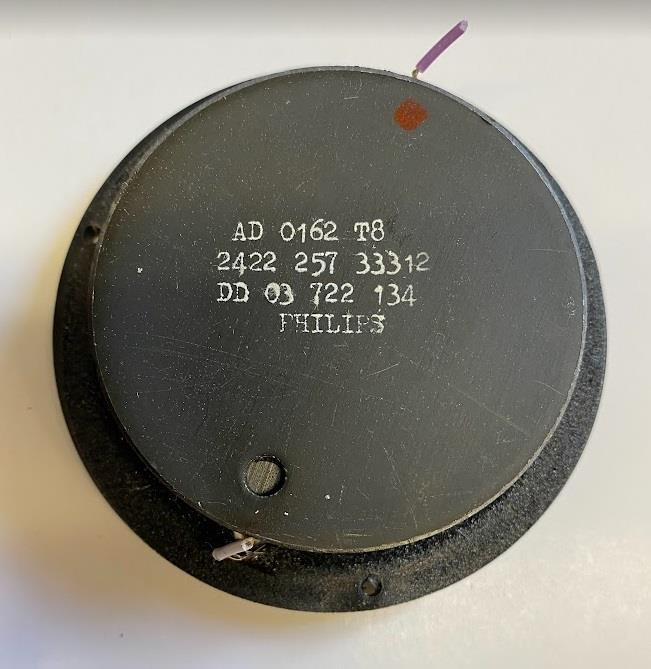 AD 0162 T8
2422 257 33312
DD 03 722 134
PHILIPS